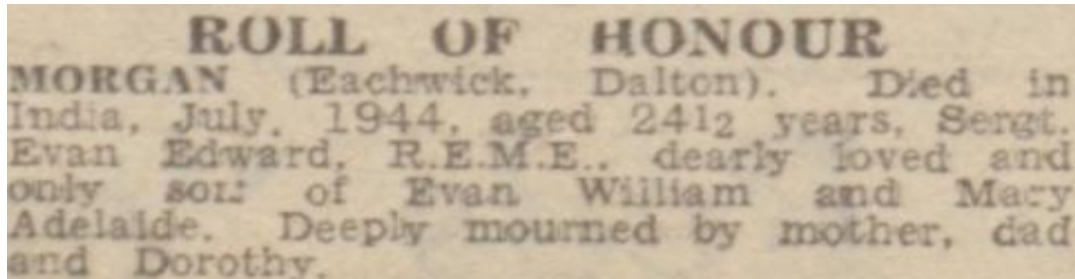 ROLL OF HONOUR
MORGAN (Eachwick, Dalton). Died in
India, July, 1944, aged 24½ years, Sergt.
Evan Edward, R.E.M.E., dearly loved and
only son of Evan William and Mary
Adelaide. Deeply mourned by mother, dad
and Dorothy.